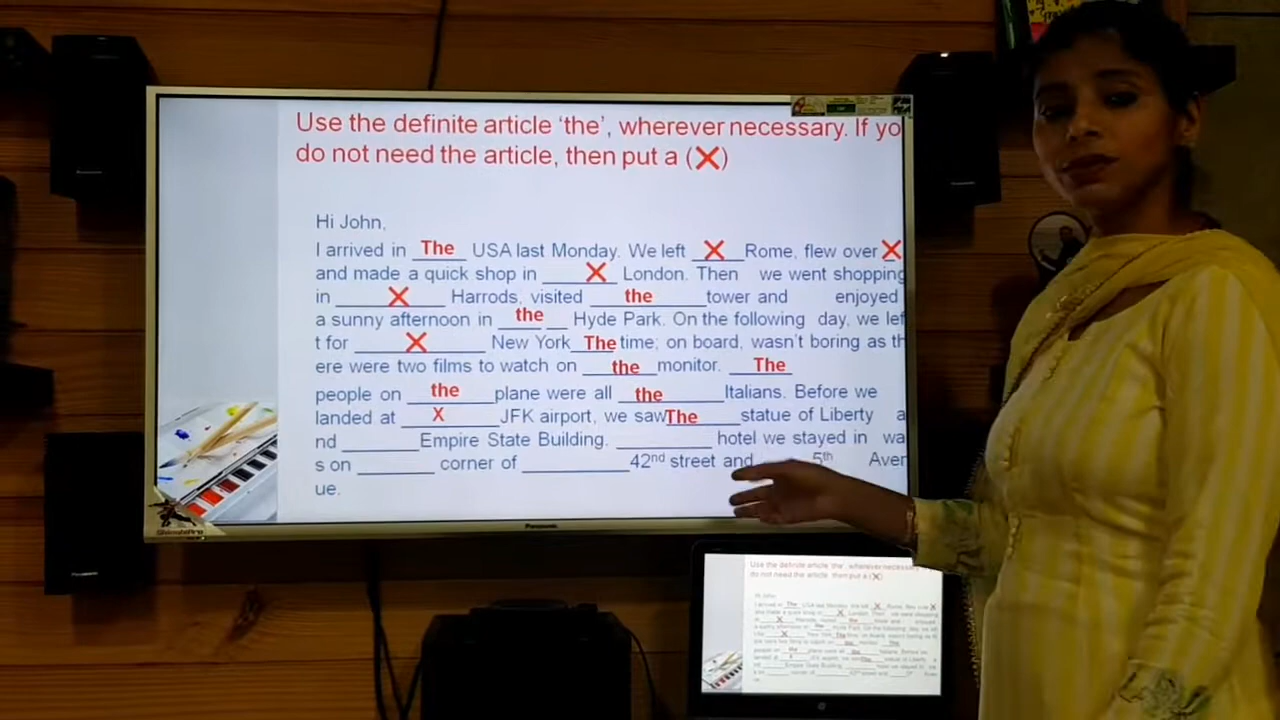 Use the definite article 'the', wherever necessary. If yo
do not need the article, then put a (X)
Hi John,
I arrived in The USA last Monday. We left X Rome, flew over X
and made a quick shop in X London. Then we went shopping
in X Harrods, visited the tower and enjoyed
a sunny afternoon in the Hyde Park. On the following day, we lef
t for X New York The time; on board, wasn't boring as th
ere were two films to watch on the monitor. The
people on the plane were all the Italians. Before we
landed at X JFK airport, we saw The statue of Liberty a
nd ______ Empire State Building. ______ hotel we stayed in wa
s on ______ corner of ______ 42nd street and 5th Aven
ue.
Panasonic